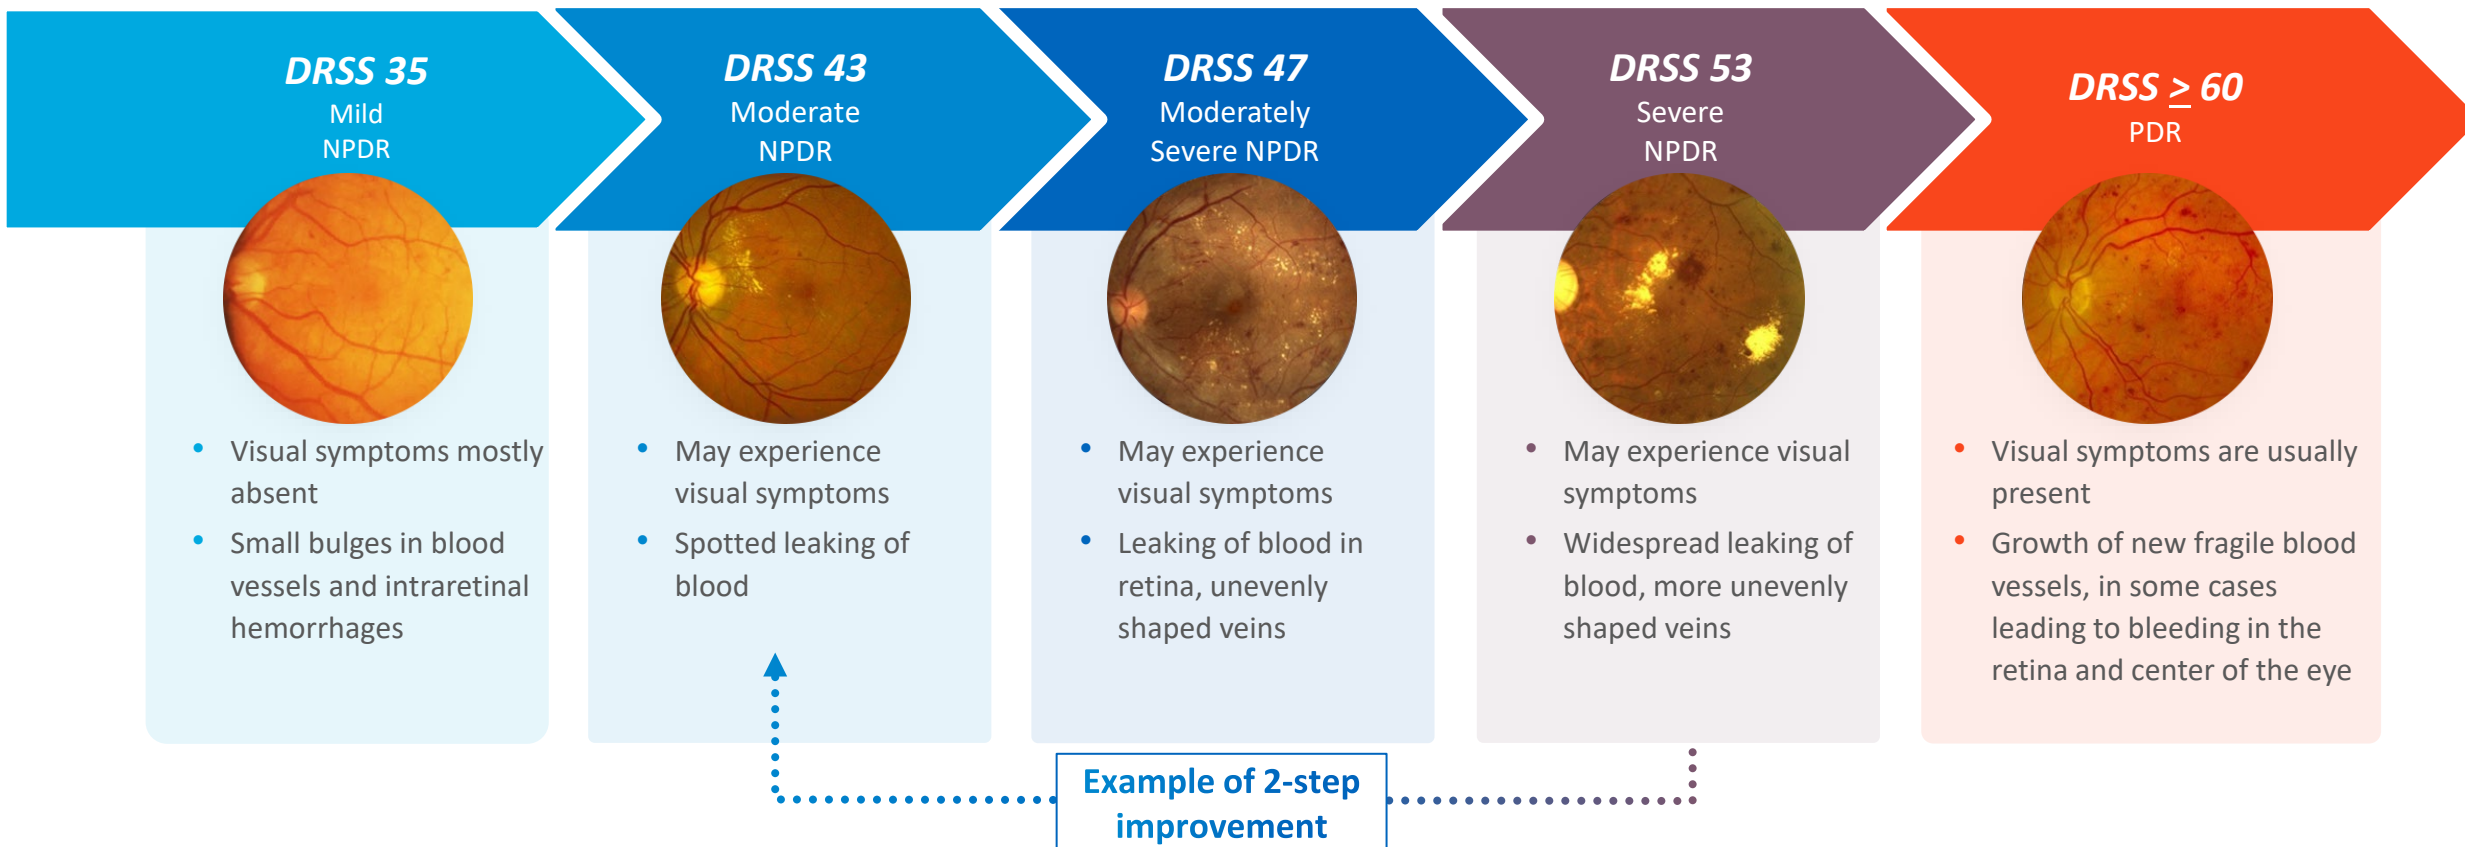 DRSS 35
Mild
NPDR
Visual symptoms mostly
absent
Small bulges in blood
vessels and intraretinal
hemorrhages
DRSS 43
Moderate
NPDR
May experience
visual symptoms
Spotted leaking of
blood
DRSS 47
Moderately
Severe NPDR
May experience
visual symptoms
Leaking of blood in
retina, unevenly
shaped veins
DRSS 53
Severe
NPDR
May experience visual
symptoms
Widespread leaking of
blood, more unevenly
shaped veins
DRSS ≥ 60
PDR
Visual symptoms are usually
present
Growth of new fragile blood
vessels, in some cases
leading to bleeding in the
retina and center of the eye
Example of 2-step
improvement